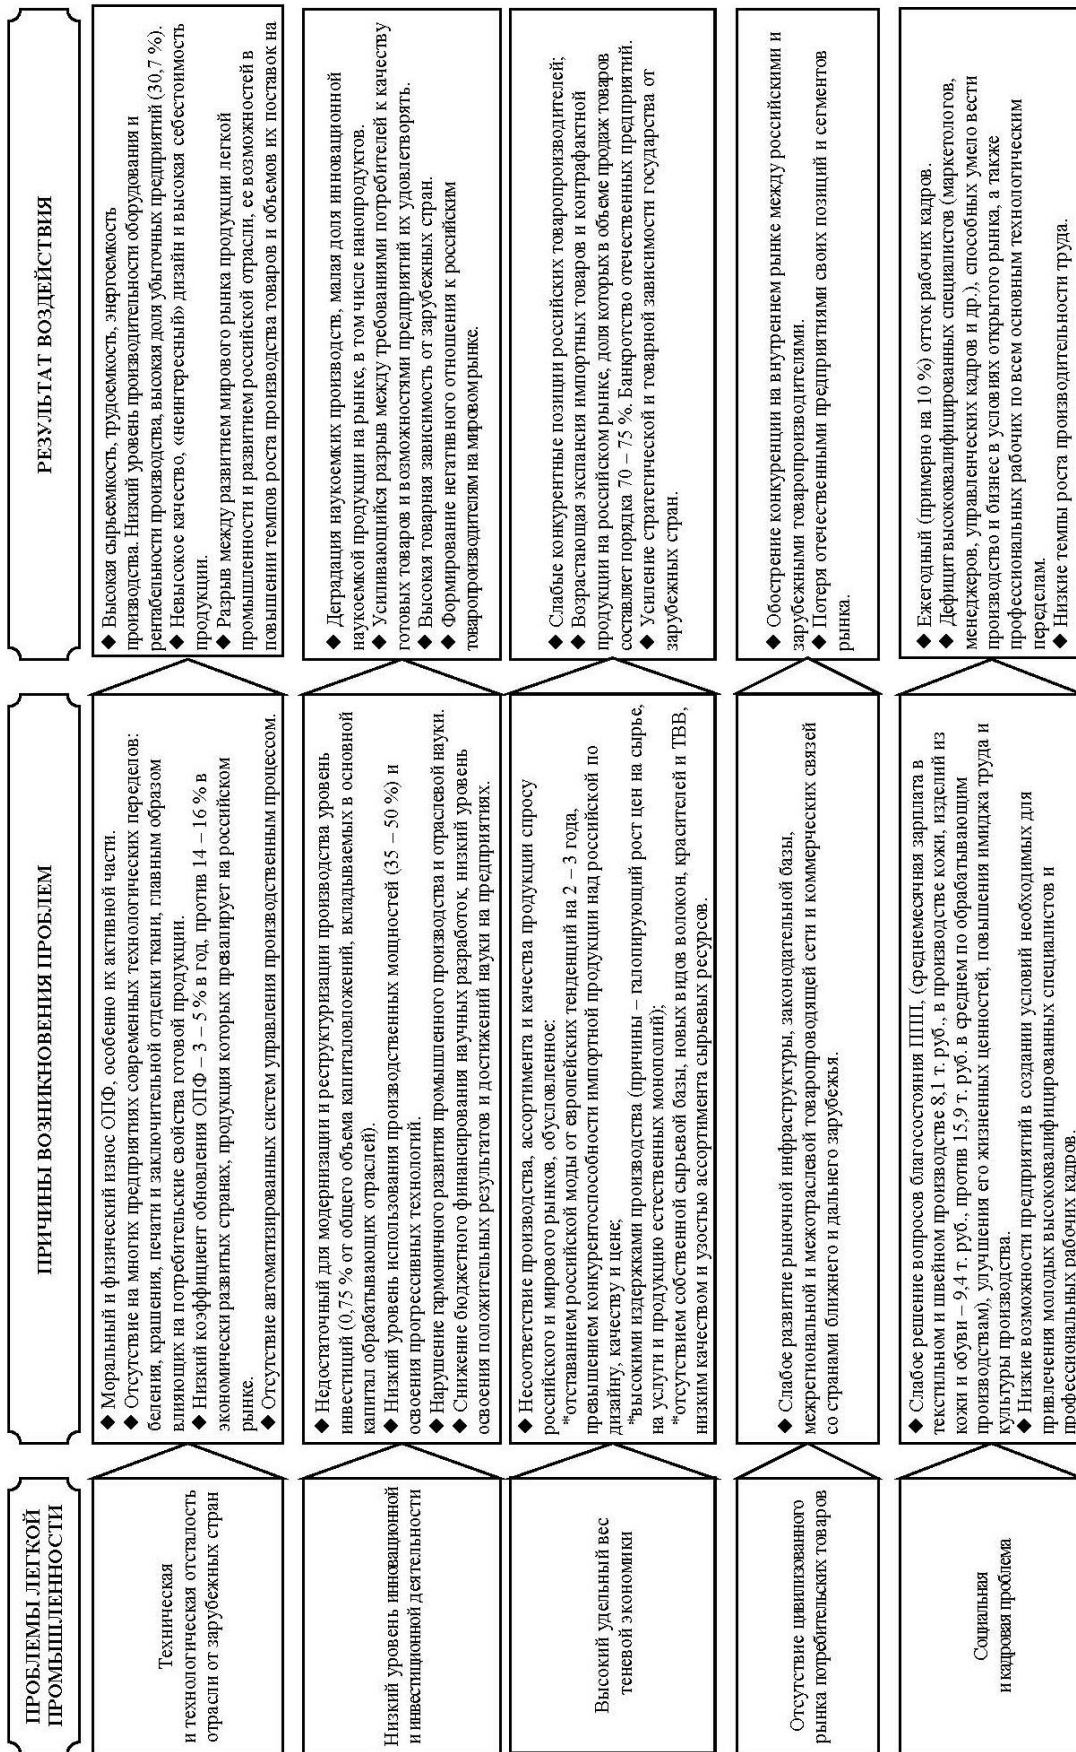 ПРОБЛЕМЫ ЛЕГКОЙ
ПРОМЫШЛЕННОСТИ
ПРИЧИНЫ ВОЗНИКНОВЕНИЯ ПРОБЛЕМ
РЕЗУЛЬТАТ ВОЗДЕЙСТВИЯ
Техническая
и технологическая отсталость
отрасли от зарубежных стран
◆ Моральный и физический износ ОПФ, особенно их активной части.
◆ Отсутствие на многих предприятиях современных технологических переделов:
беления, крашения, печати и заключительной отделки ткани, главным образом
влияющих на потребительские свойства готовой продукции.
◆ Низкий коэффициент обновления ОПФ – 3 – 5 % в год, против 14 – 16 % в
экономически развитых странах, продукция которых превалирует на российском
рынке.
◆ Отсутствие автоматизированных систем управления производственным процессом.
◆ Высокая сырьеемкость, трудоемкость, энергоемкость
производства. Низкий уровень производительности оборудования и
рентабельности производства, высокая доля убыточных предприятий (30,7 %).
◆ Невысокое качество, «неинтересный» дизайн и высокая себестоимость
продукции.
◆ Разрыв между развитием мирового рынка продукции легкой
промышленности и развитием российской отрасли, ее возможностей в
повышении темпов роста производства товаров и объемов их поставок на
Низкий уровень инновационной
и инвестиционной деятельности
◆ Недостаточный для модернизации и реструктуризации производства уровень
инвестиций (0,75 % от общего объема капиталовложений, вкладываемых в основной
капитал обрабатывающих отраслей).
◆ Низкий уровень использования производственных мощностей (35 – 50 %) и
освоения прогрессивных технологий.
◆ Нарушение гармоничного развития промышленного производства и отраслевой науки.
◆ Снижение бюджетного финансирования научных разработок, низкий уровень
освоения положительных результатов и достижений науки на предприятиях.
◆ Деградация наукоемких производств, малая доля инновационной
наукоемкой продукции на рынке, в том числе нанопродуктов.
◆ Усиливающийся разрыв между требованиями потребителей к качеству
готовых товаров и возможностями предприятий их удовлетворять.
◆ Высокая товарная зависимость от зарубежных стран.
◆ Формирование негативного отношения к российским
товаропроизводителям на мировом рынке.
Высокий удельный вес
теневой экономики
◆ Несоответствие производства, ассортимента и качества продукции спросу
российского и мирового рынков, обусловленное:
*отставанием российской моды от европейских тенденций на 2 – 3 года,
превышением конкурентоспособности импортной продукции над российской по
дизайну, качеству и цене;
*высокими издержками производства (причины – галопирующий рост цен на сырье,
на услуги и продукцию естественных монополий);
*отсутствием собственной сырьевой базы, новых видов волокон, красителей и ТВВ,
низким качеством и узостью ассортимента сырьевых ресурсов.
◆ Слабые конкурентные позиции российских товаропроизводителей;
◆ Возрастающая экспансия импортных товаров и контрафактной
продукции на российском рынке, доля которых в объеме продаж товаров
составляет порядка 70 – 75 %. Банкротство отечественных предприятий.
◆ Усиление стратегической и товарной зависимости государства от
зарубежных стран.
Отсутствие цивилизованного
рынка потребительских товаров
◆ Слабое развитие рыночной инфраструктуры, законодательной базы,
межрегиональной и межотраслевой товаропроводящей сети и коммерческих связей
со странами ближнего и дальнего зарубежья.
◆ Обострение конкуренции на внутреннем рынке между российскими и
зарубежными товаропроизводителями.
◆ Потеря отечественными предприятиями своих позиций и сегментов
рынка.
Социальная
и кадровая проблема
◆ Слабое решение вопросов благосостояния ППП, (среднемесячная зарплата в
текстильном и швейном производстве 8,1 т. руб., в производстве кожи, изделий из
кожи и обуви – 9,4 т. руб., против 15,9 т. руб. в среднем по обрабатывающим
производствам), улучшения его жизненных ценностей, повышения имиджа труда и
культуры производства.
◆ Низкие возможности предприятий в создании условий необходимых для
привлечения молодых высококвалифицированных специалистов и
профессиональных рабочих кадров.
◆ Ежегодный (примерно на 10 %) отток рабочих кадров.
◆ Дефицит высококвалифицированных специалистов (маркетологов,
менеджеров, управленческих кадров и др.), способных умело вести
производство и бизнес в условиях открытого рынка, а также
профессиональных рабочих по всем основным технологическим
переделам.
◆ Низкие темпы роста производительности труда.